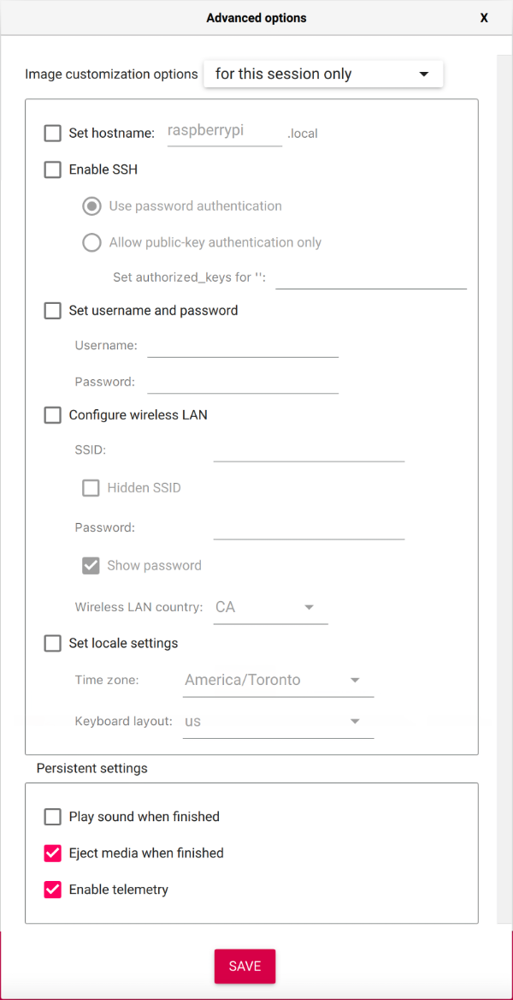 Advanced options X
Image customization options for this session only
Set hostname: raspberrypi .local
Enable SSH
Use password authentication
Allow public-key authentication only
Set authorized_keys for '':
Set username and password
Username:
Password:
Configure wireless LAN
SSID:
Hidden SSID
Password:
Show password
Wireless LAN country: CA
Set locale settings
Time zone: America/Toronto
Keyboard layout: us
Persistent settings
Play sound when finished
Eject media when finished
Enable telemetry
SAVE